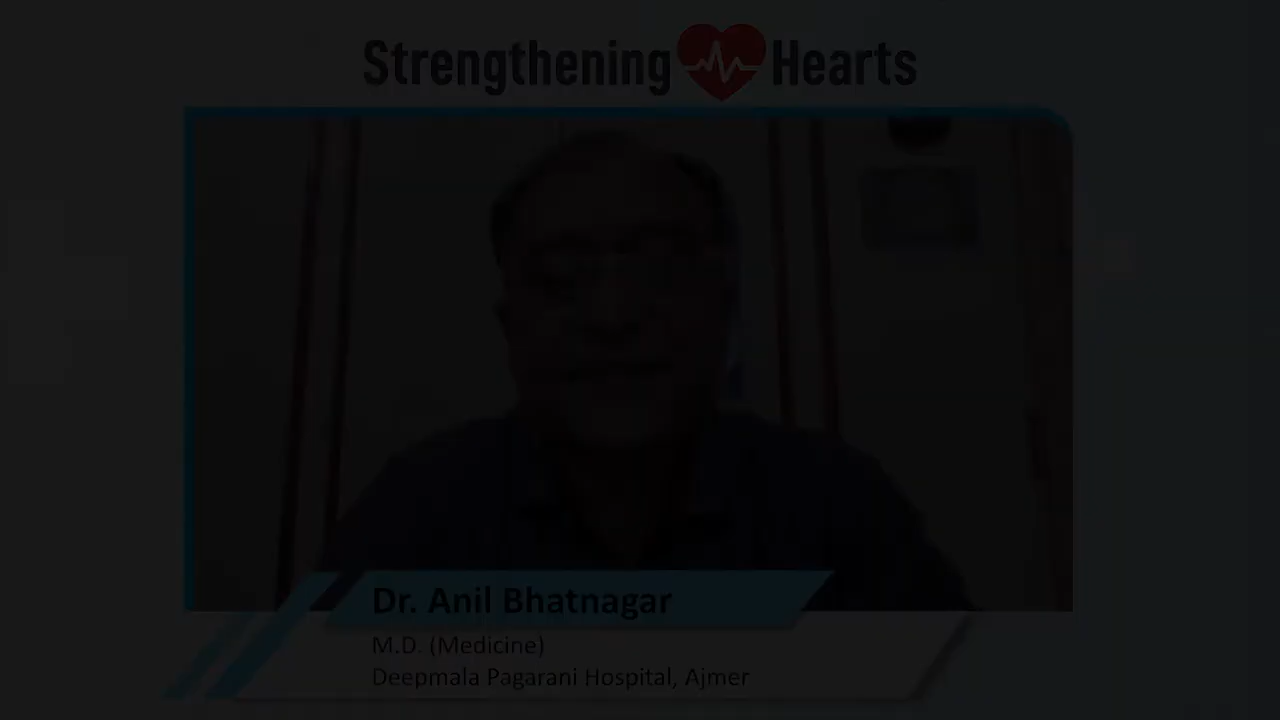 Strengthening Hearts
Dr. Anil Bhatnagar
M.D. (Medicine)
Deepmala Pagarani Hospital, Ajmer